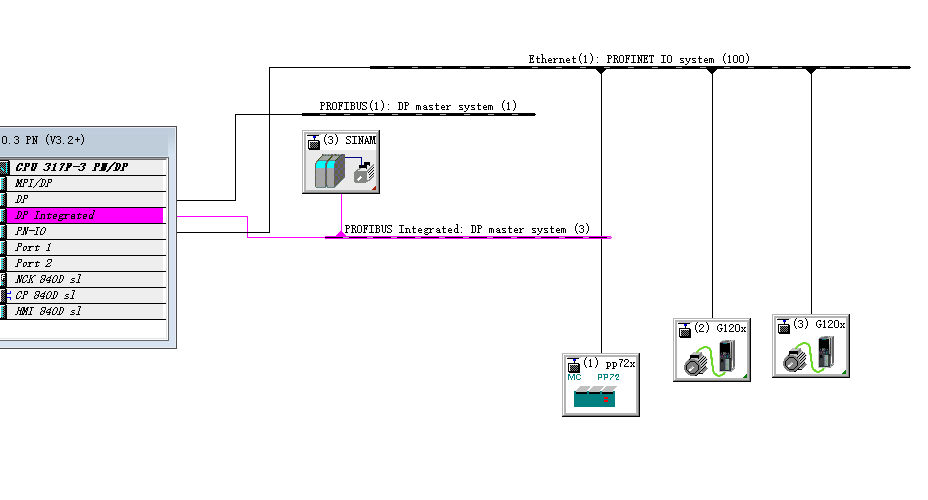 Ethernet(1): PROFINET IO system (100)
PROFIBUS(1): DP master system (1)
0.3 PN (V3.2+)
(3) SINAM
CPU 317F-3 PN/DP
MPI/DP
DP
DP Integrated
PN-IO
Port 1
Port 2
NCK 840D sl
CP 840D sl
HMI 840D sl
PROFIBUS Integrated: DP master system (3)
(1) pp72x
MC PP72
(2) G120x
(3) G120x